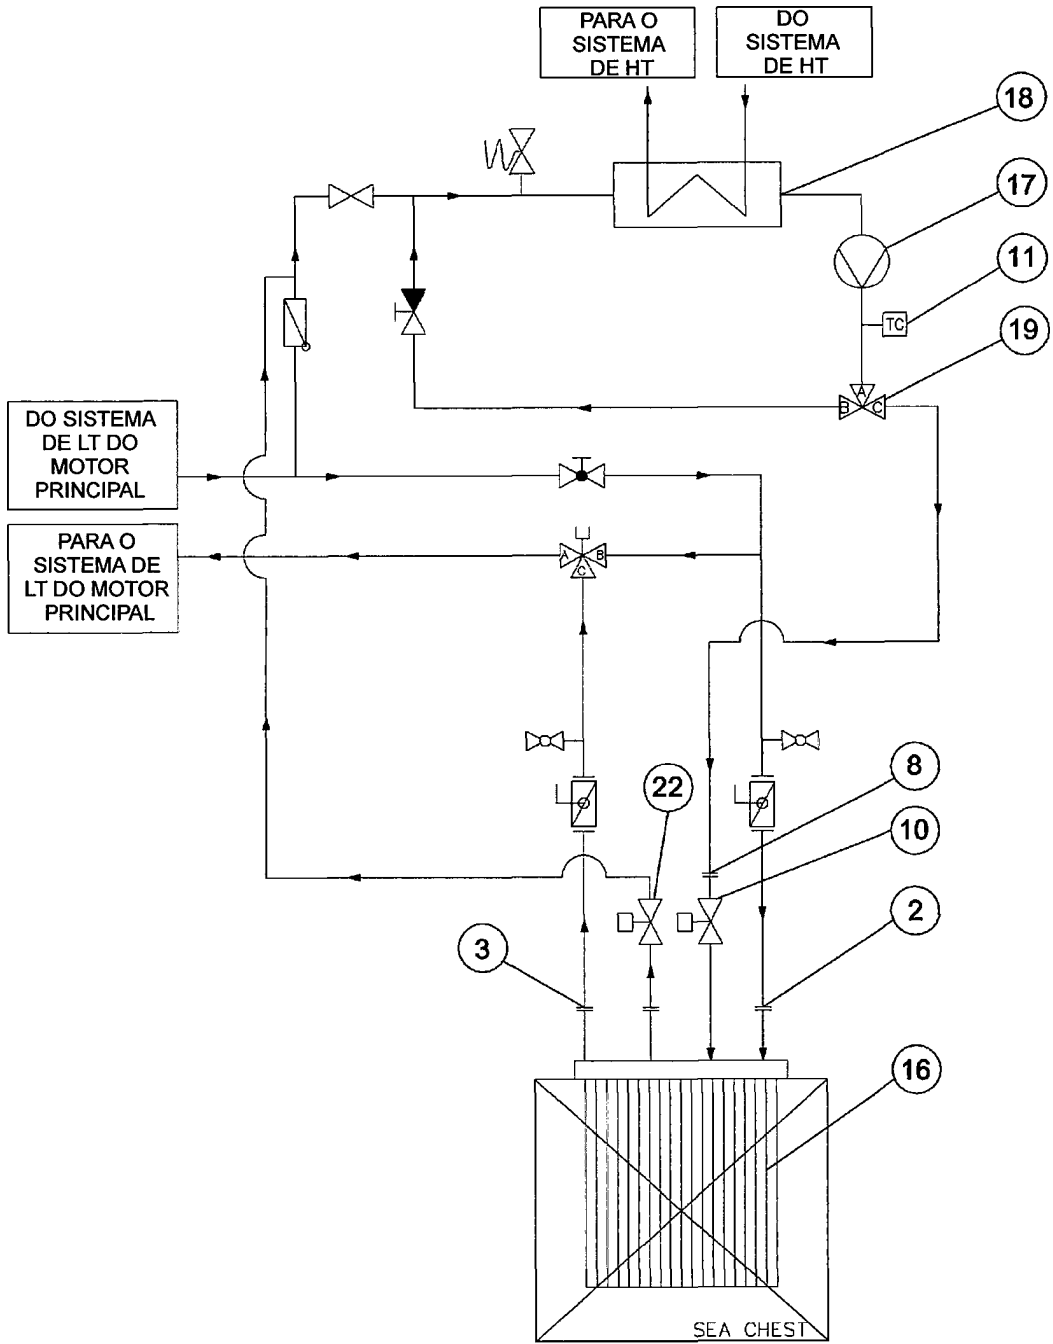 PARA O
SISTEMA
DE HT
DO
SISTEMA
DE HT
18
17
11
TC
19
A
B
C
DO SISTEMA
DE LT DO
MOTOR
PRINCIPAL
PARA O
SISTEMA DE
LT DO MOTOR
PRINCIPAL
A
B
C
8
22
10
2
3
16
SEA CHEST